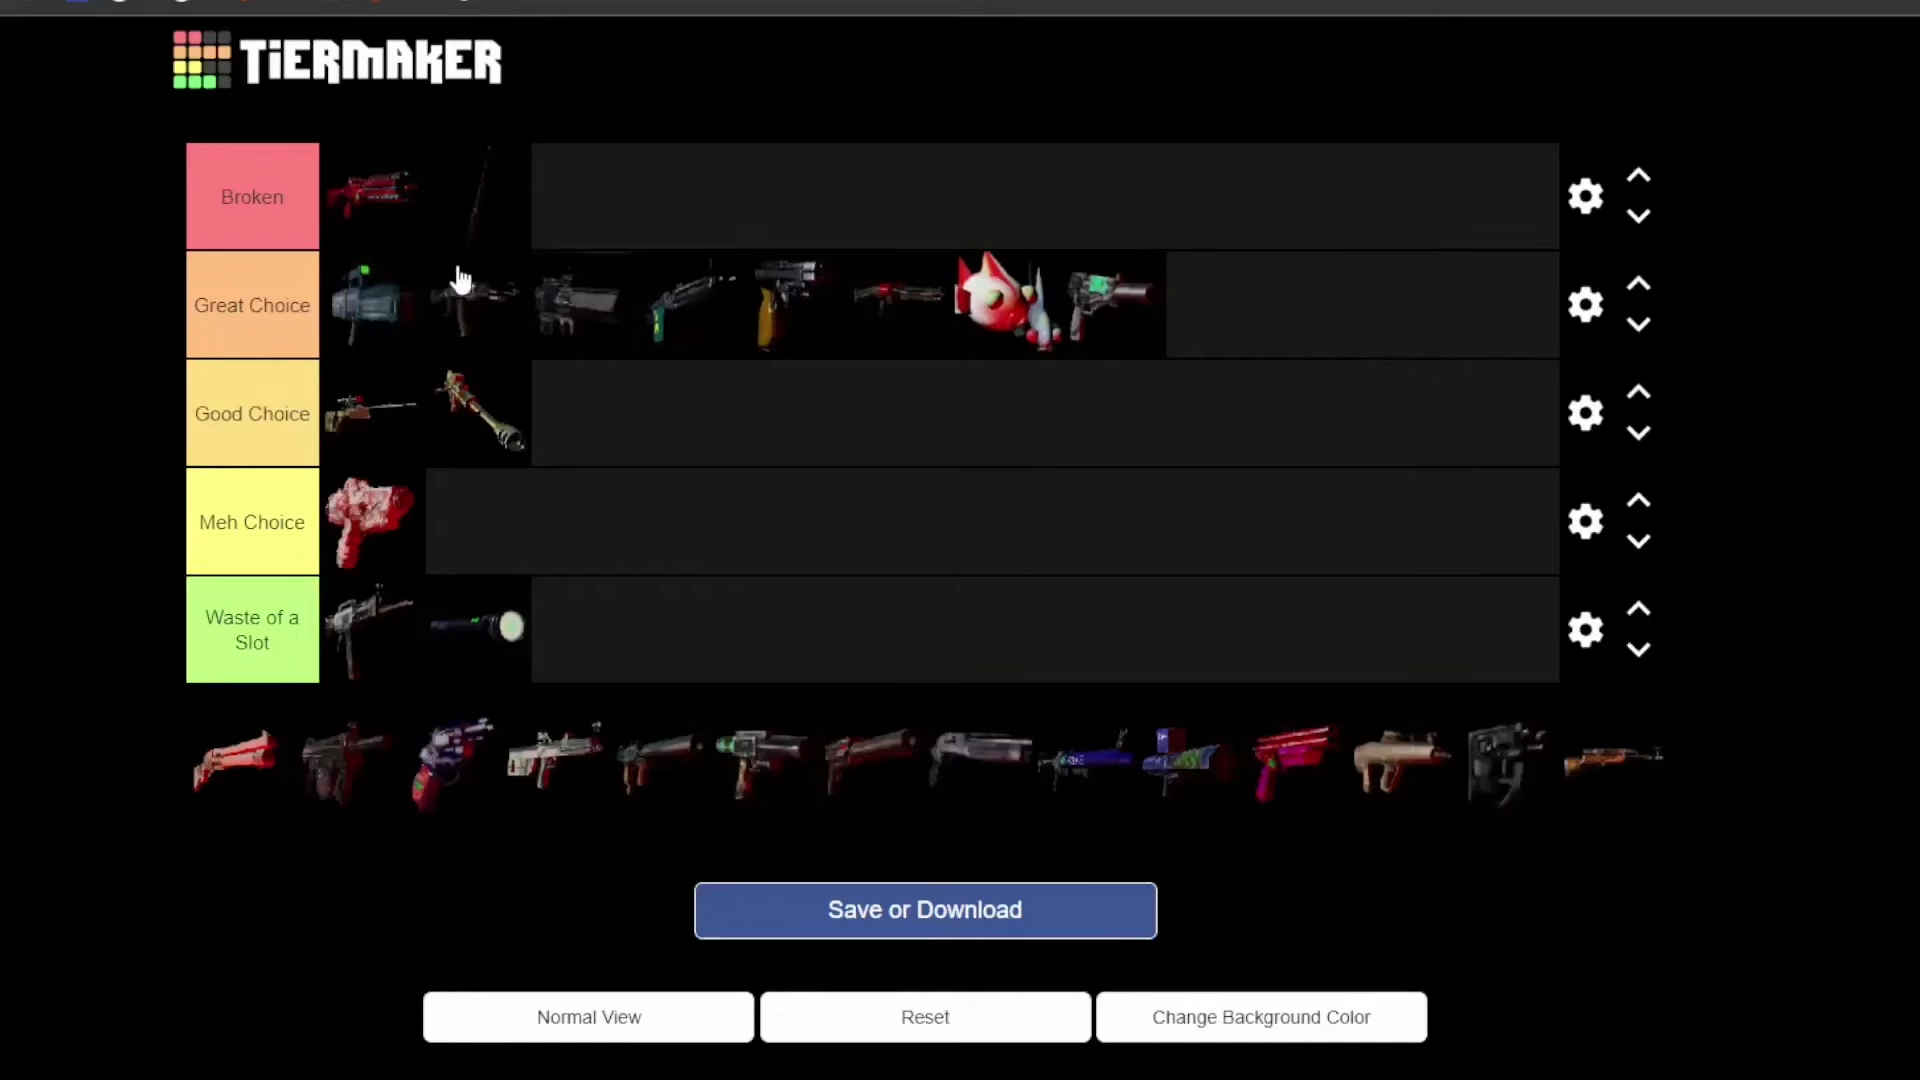 TiERMAKER
Broken
Great Choice
Good Choice
Meh Choice
Waste of a
Slot
Save or Download
Normal View
Reset
Change Background Color